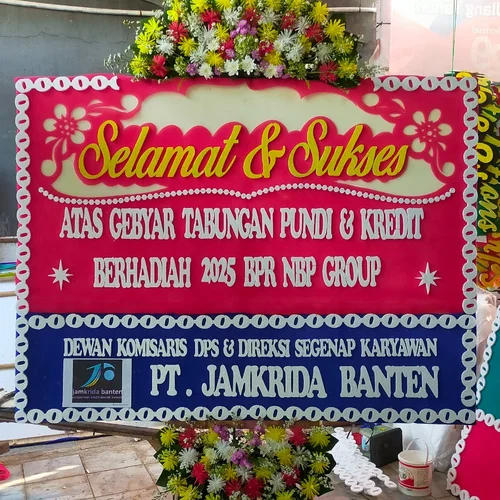 Selamat & Sukses
ATAS GEBYAR TABUNGAN PUNDI & KREDIT
BERHADIAH 2025 BPR NBP GROUP
DEWAN KOMISARIS DPS & DIREKSI SEGENAP KARYAWAN
PT. JAMKRIDA BANTEN
jamkrida banten